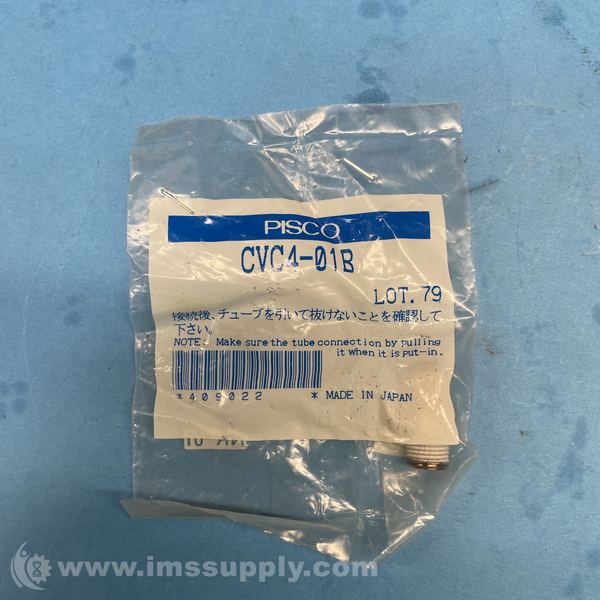 PISCO
CVC4-01B
LOT. 79
接続後、チューブを引いて抜けないことを確認して
下さい。
NOTE: Make sure the tube connection by pulling
it when it is put-in.
*409022 * MADE IN JAPAN
www.imssupply.com